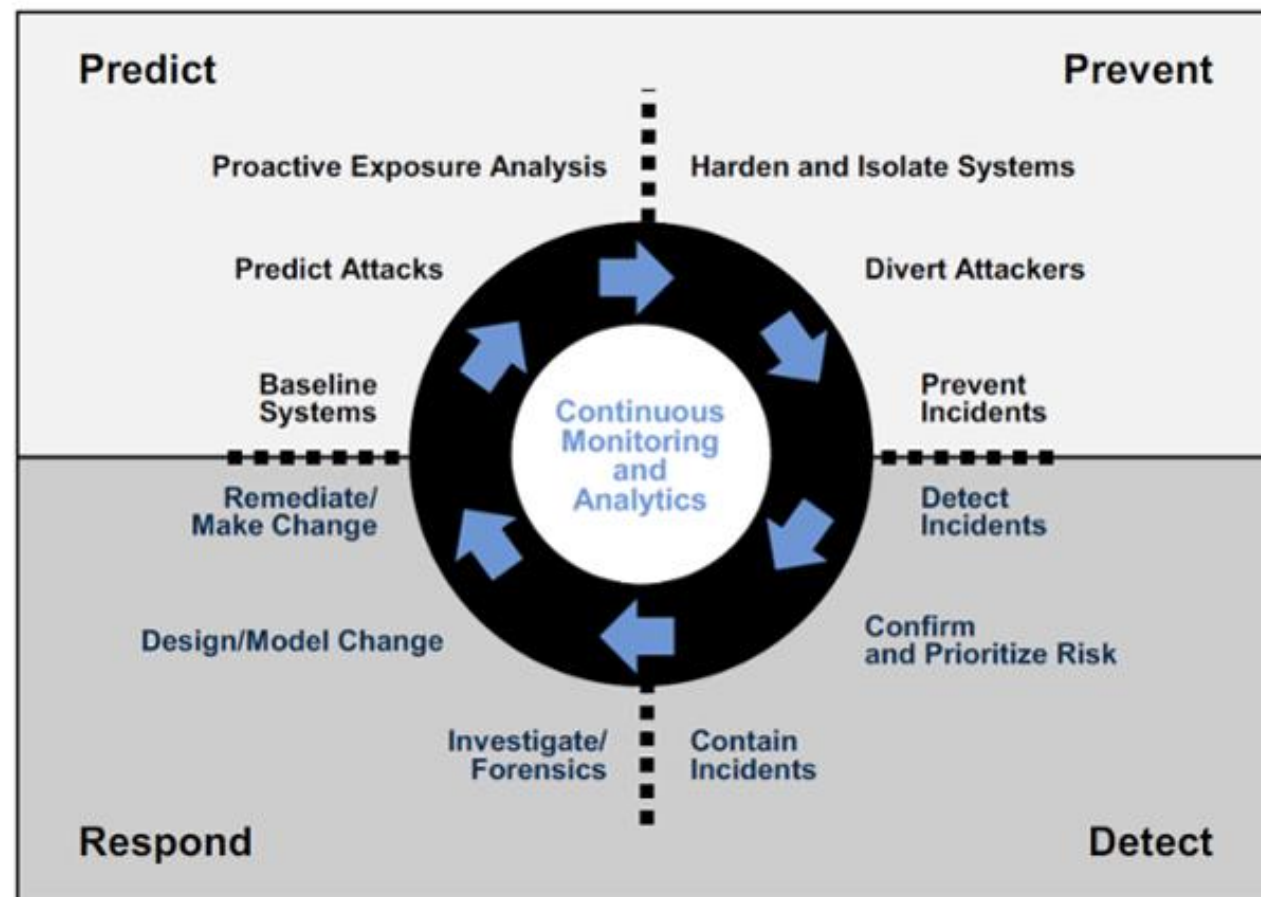 Predict
Prevent
Proactive Exposure Analysis
Harden and Isolate Systems
Predict Attacks
Divert Attackers
Baseline
Systems
Prevent
Incidents
Continuous
Monitoring
and
Analytics
Remediate/
Make Change
Detect
Incidents
Design/Model Change
Confirm
and Prioritize Risk
Investigate/
Forensics
Contain
Incidents
Respond
Detect